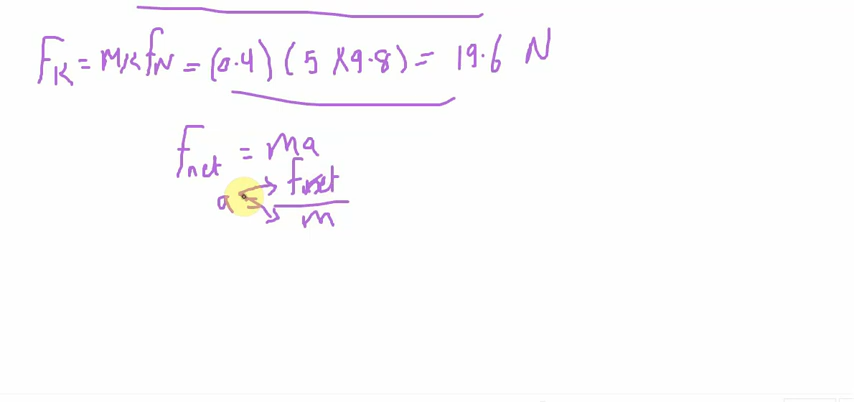 FK = μK fN = (0.4) (5 × 9.8) = 19.6 N
fnet = ma
a = fnet / m